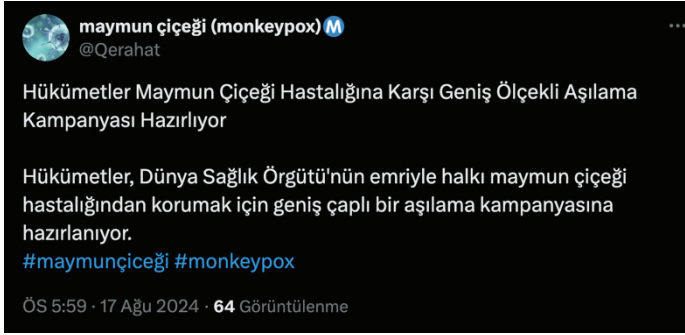 maymun çiçeği (monkeypox) Ⓜ️
@Qerahat
Hükümetler Maymun Çiçeği Hastalığına Karşı Geniş Ölçekli Aşılama
Kampanyası Hazırlıyor
Hükümetler, Dünya Sağlık Örgütü'nün emriyle halkı maymun çiçeği
hastalığından korumak için geniş çaplı bir aşılama kampanyasına
hazırlanıyor.
#maymunçiceği #monkeypox
ÖS 5:59 · 17 Ağu 2024 · 64 Görüntülenme